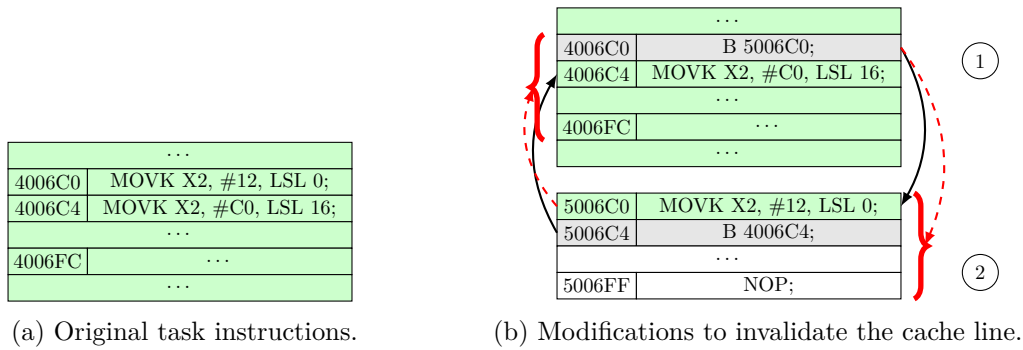 ...
4006C0 MOVK X2, #12, LSL 0;
4006C4 MOVK X2, #C0, LSL 16;
...
4006FC ...
...
(a) Original task instructions.
...
4006C0 B 5006C0;
4006C4 MOVK X2, #C0, LSL 16;
...
4006FC ...
...
1
5006C0 MOVK X2, #12, LSL 0;
5006C4 B 4006C4;
...
5006FF NOP;
2
(b) Modifications to invalidate the cache line.